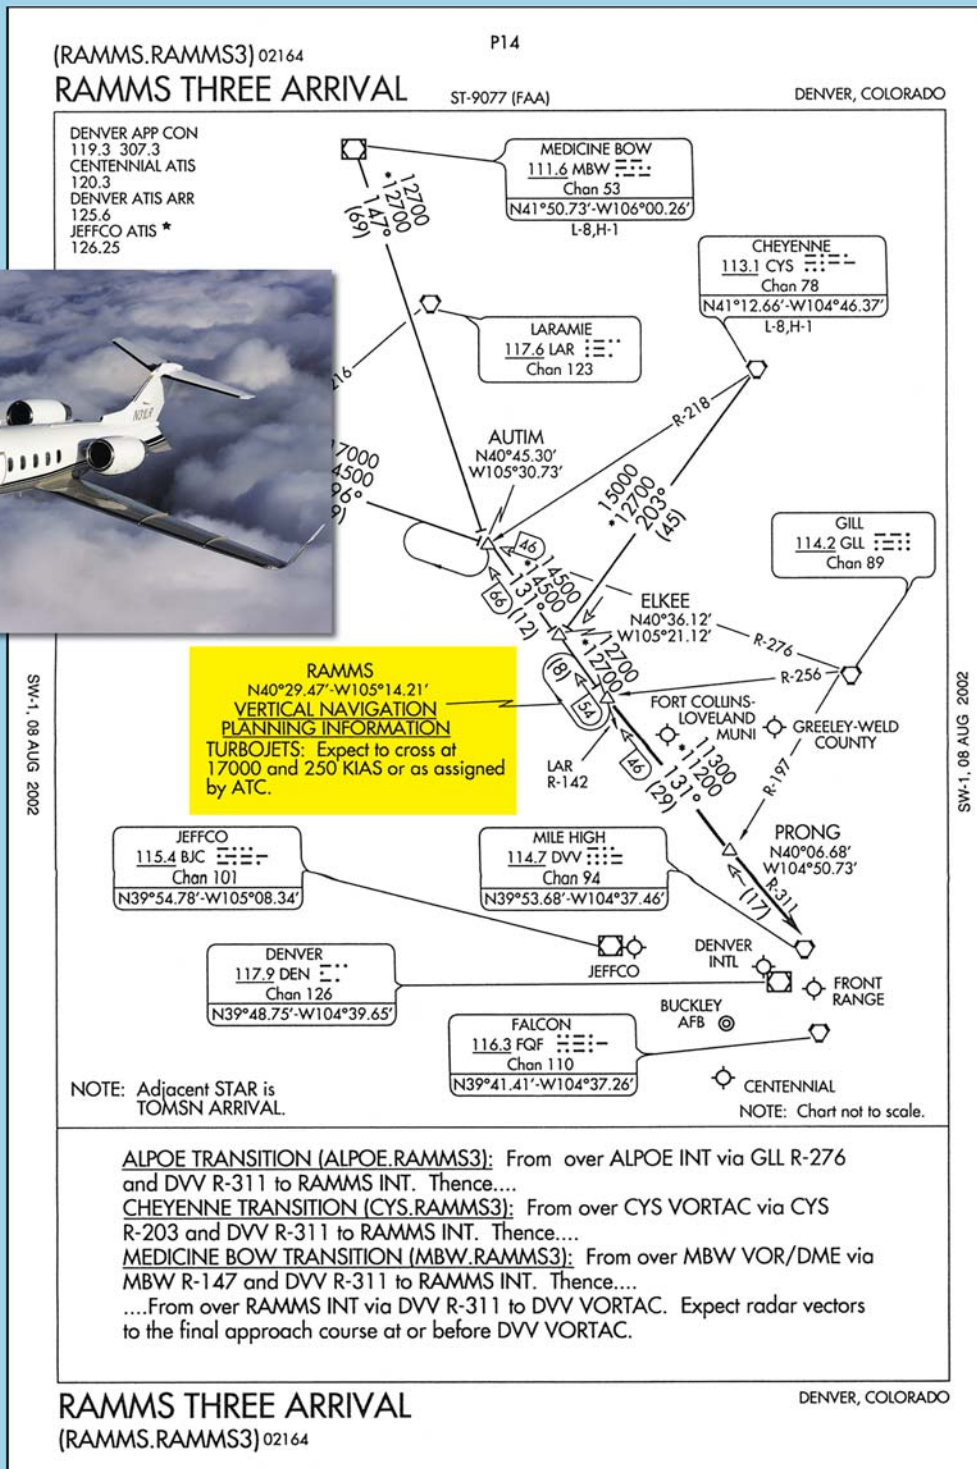 P14
(RAMMS.RAMMS3) 02164
RAMMS THREE ARRIVAL
ST-9077 (FAA)
DENVER, COLORADO
DENVER APP CON
119.3 307.3
CENTENNIAL ATIS
120.3
DENVER ATIS ARR
125.6
JEFFCO ATIS *
126.25
MEDICINE BOW
111.6 MBW
Chan 53
N41°50.73'-W106°00.26'
L-8,H-1
12700
*12700
147°
(69)
CHEYENNE
113.1 CYS
Chan 78
N41°12.66'-W104°46.37'
L-8,H-1
LARAMIE
117.6 LAR
Chan 123
N31LR
R-218
AUTIM
N40°45.30'
W105°30.73'
15000
*12700
203°
(45)
GILL
114.2 GLL
Chan 89
46
14500
*14500
131°
(12)
66
ELKEE
N40°36.12'
W105°21.12'
R-276
12700
*12700
(8)
54
R-256
RAMMS
N40°29.47'-W105°14.21'
VERTICAL NAVIGATION
PLANNING INFORMATION
TURBOJETS: Expect to cross at
17000 and 250 KIAS or as assigned
by ATC.
FORT COLLINS-
LOVELAND
MUNI
GREELEY-WELD
COUNTY
LAR
R-142
46
11300
*11200
131°
(29)
R-197
SW-1, 08 AUG 2002
SW-1, 08 AUG 2002
JEFFCO
115.4 BJC
Chan 101
N39°54.78'-W105°08.34'
MILE HIGH
114.7 DVV
Chan 94
N39°53.68'-W104°37.46'
PRONG
N40°06.68'
W104°50.73'
R-311
(17)
DENVER
117.9 DEN
Chan 126
N39°48.75'-W104°39.65'
JEFFCO
DENVER
INTL
FRONT
RANGE
BUCKLEY
AFB
FALCON
116.3 FQF
Chan 110
N39°41.41'-W104°37.26'
CENTENNIAL
NOTE: Adjacent STAR is
TOMSN ARRIVAL.
NOTE: Chart not to scale.
ALPOE TRANSITION (ALPOE.RAMMS3): From over ALPOE INT via GLL R-276
and DVV R-311 to RAMMS INT. Thence....
CHEYENNE TRANSITION (CYS.RAMMS3): From over CYS VORTAC via CYS
R-203 and DVV R-311 to RAMMS INT. Thence....
MEDICINE BOW TRANSITION (MBW.RAMMS3): From over MBW VOR/DME via
MBW R-147 and DVV R-311 to RAMMS INT. Thence....
....From over RAMMS INT via DVV R-311 to DVV VORTAC. Expect radar vectors
to the final approach course at or before DVV VORTAC.
RAMMS THREE ARRIVAL
(RAMMS.RAMMS3) 02164
DENVER, COLORADO